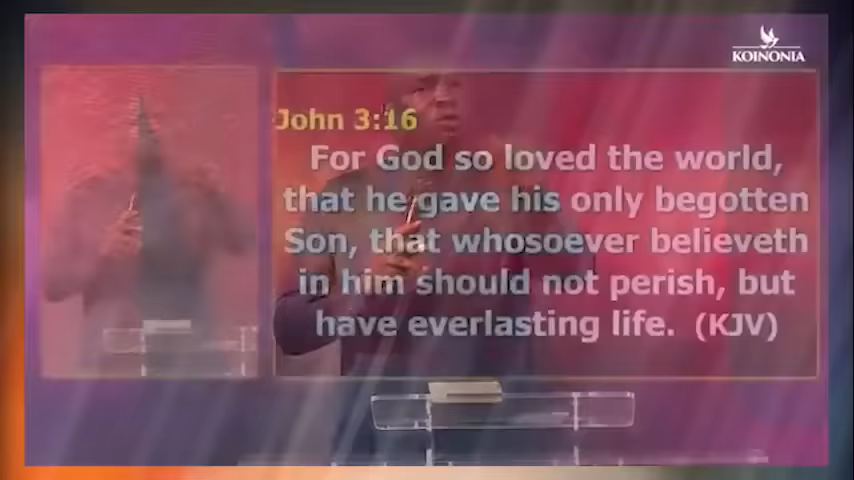 KOINONIA
John 3:16
For God so loved the world,
that he gave his only begotten
Son, that whosoever believeth
in him should not perish, but
have everlasting life. (KJV)